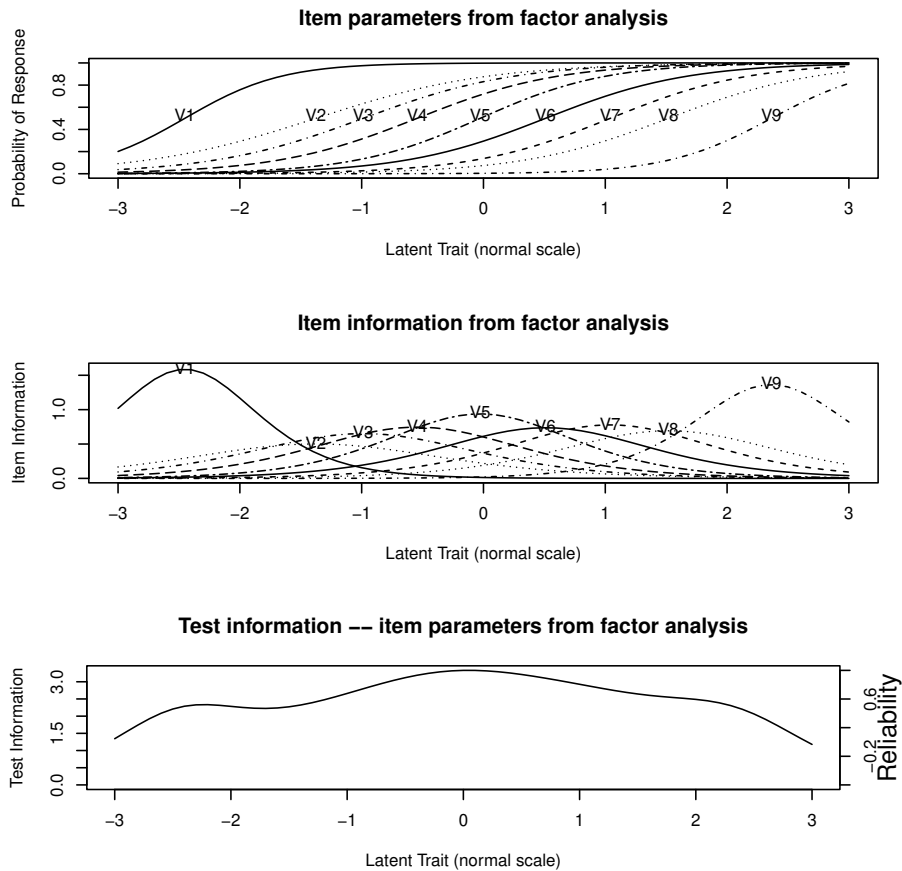 Item parameters from factor analysis
Probability of Response
0.0 0.4 0.8
V1 V2 V3 V4 V5 V6 V7 V8 V9
−3 −2 −1 0 1 2 3
Latent Trait (normal scale)
Item information from factor analysis
Item Information
0.0 1.0
V1 V2 V3 V4 V5 V6 V7 V8 V9
−3 −2 −1 0 1 2 3
Latent Trait (normal scale)
Test information −− item parameters from factor analysis
Test Information
0.0 1.5 3.0
−3 −2 −1 0 1 2 3
Latent Trait (normal scale)
−0.2 0.6
Reliability